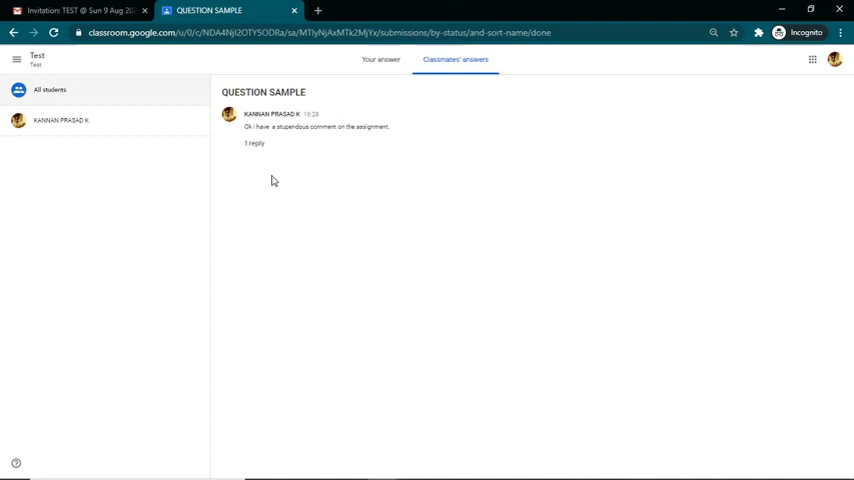 Invitation: TEST @ Sun 9 Aug 20
QUESTION SAMPLE
classroom.google.com/u/0/c/NDA4NjI2OTY5ODRa/sa/MTIyNjAxMTk2MjYx/submissions/by-status/and-sort-name/done
Incognito
Test
Test
Your answer
Classmates' answers
All students
KANNAN PRASAD K
QUESTION SAMPLE
KANNAN PRASAD K 16:28
Ok i have a stupendous comment on the assignment.
1 reply